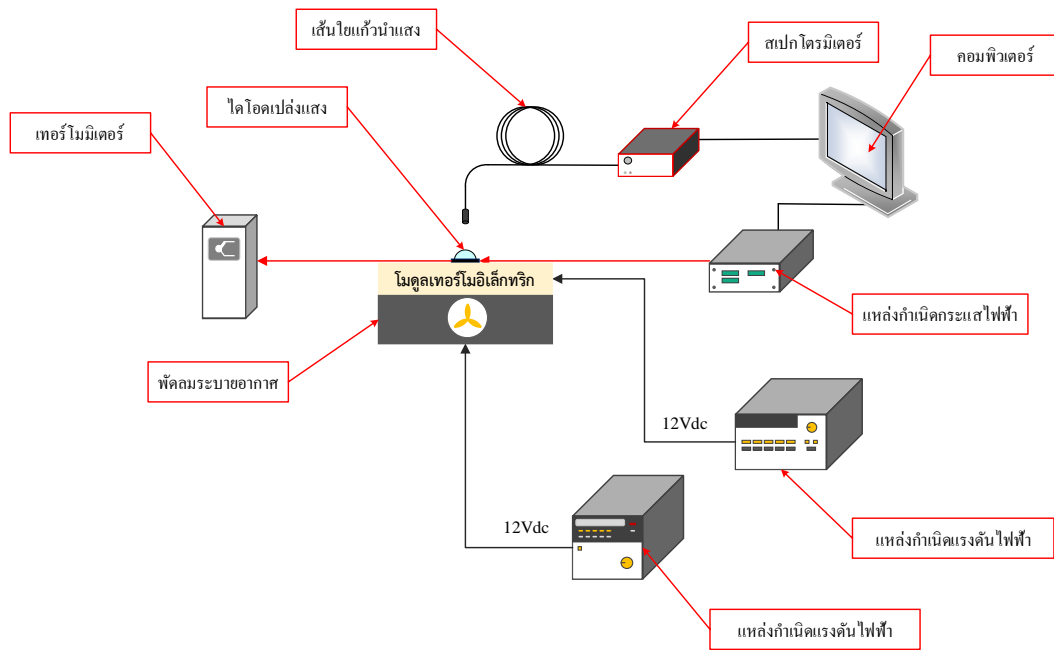 เส้นใยแก้วนำแสง
สเปกโตรมิเตอร์
คอมพิวเตอร์
ไดโอดเปล่งแสง
เทอร์โมมิเตอร์
โมดูลเทอร์โมอิเล็กทริก
แหล่งกำเนิดกระแสไฟฟ้า
พัดลมระบายอากาศ
12Vdc
12Vdc
แหล่งกำเนิดแรงดันไฟฟ้า
แหล่งกำเนิดแรงดันไฟฟ้า